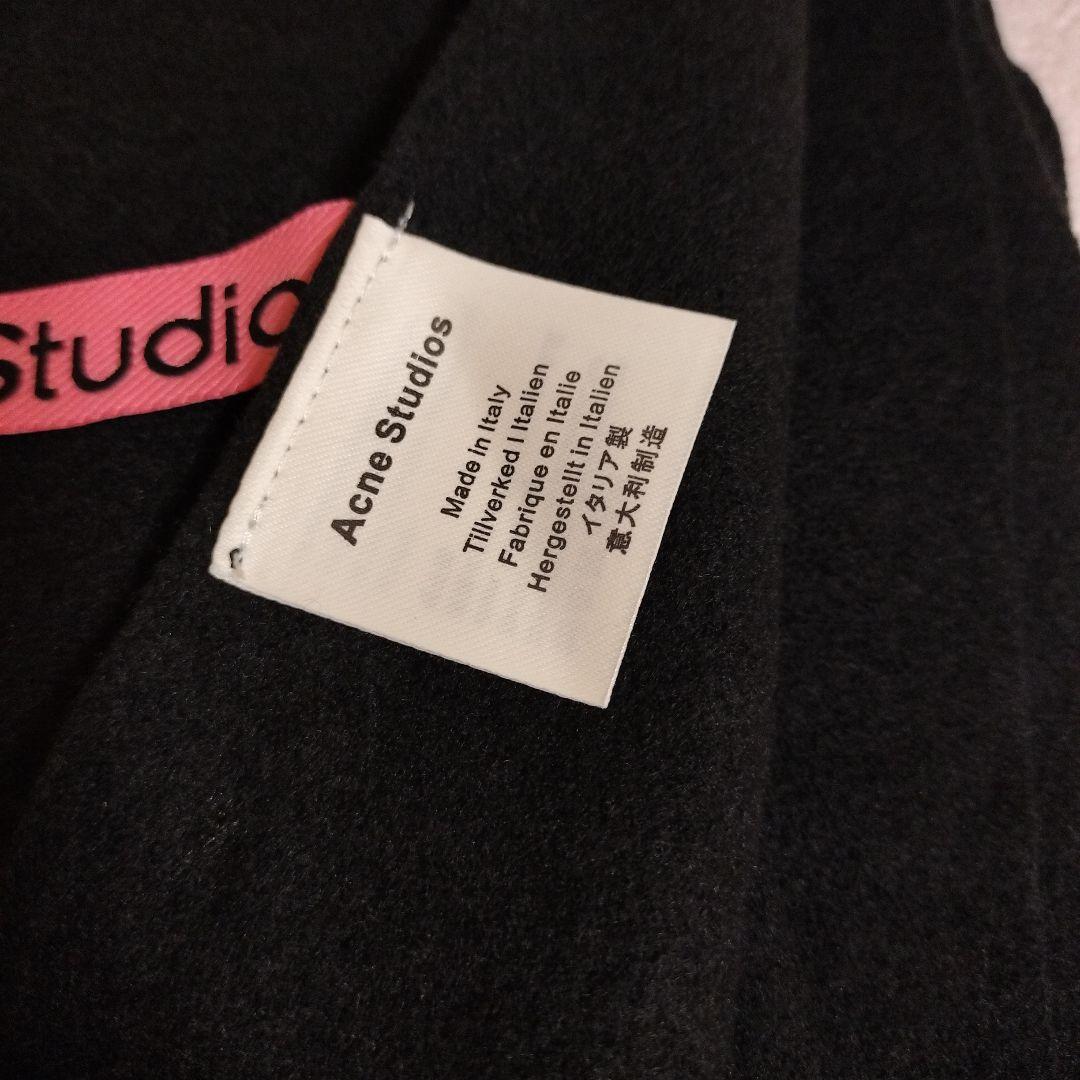 Studio
Acne Studios
Made in Italy
Tillverked I Italien
Fabrique en Italie
Hergestellt in Italien
イタリア製
意大利制造